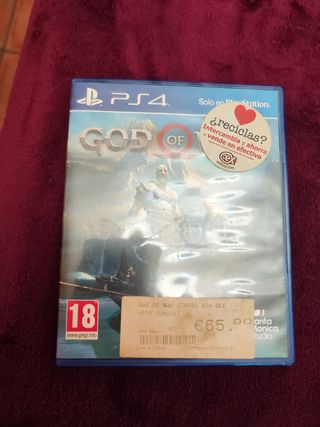 PS4
Solo en PlayStation.
¿reciclas?
Intercambia y ahorra
o vende en efectivo
GOD OF
God Of War (2018) Sin DLC
(PS4 Juegos)
€65.00
18
www.pegi.info
Santa
Monica
Studio